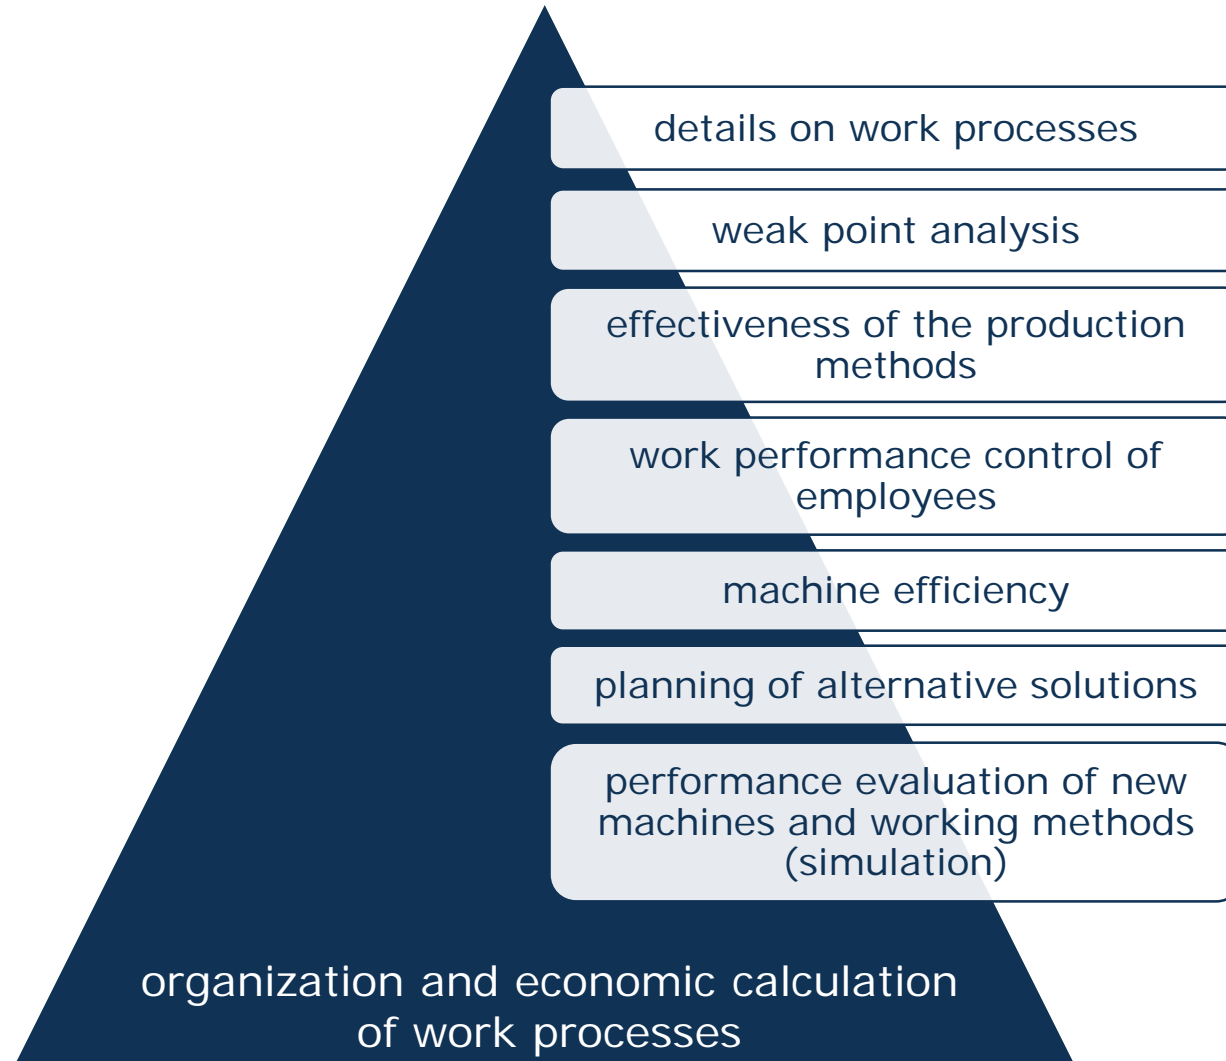 details on work processes
weak point analysis
effectiveness of the production
methods
work performance control of
employees
machine efficiency
planning of alternative solutions
performance evaluation of new
machines and working methods
(simulation)
organization and economic calculation
of work processes